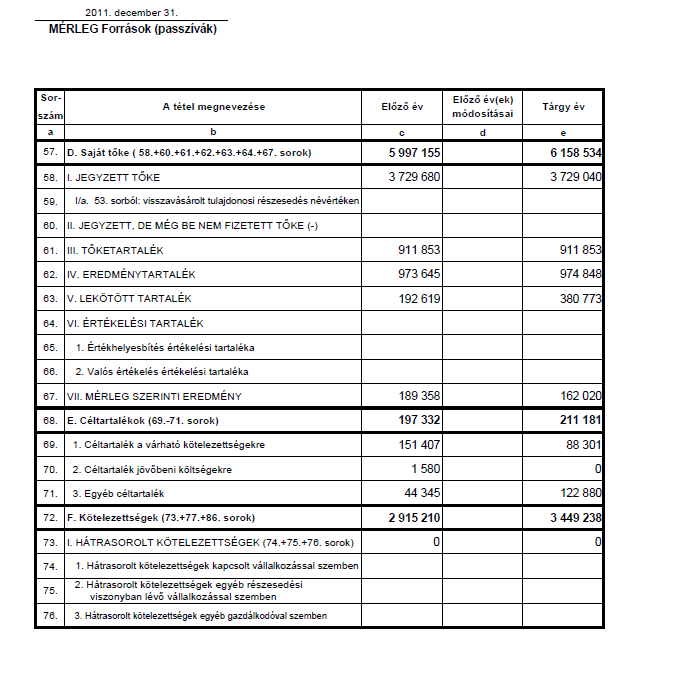 2011. december 31.
MÉRLEG Források (passzívák)
Sor-szám A tétel megnevezése Előző év Előző év(ek) módosításai Tárgy év
a b c d e
57. D. Saját tőke ( 58.+60.+61.+62.+63.+64.+67. sorok) 5 997 155 6 158 534
58. I. JEGYZETT TŐKE 3 729 680 3 729 040
59. I/a. 53. sorból: visszavásárolt tulajdonosi részesedés névértéken
60. II. JEGYZETT, DE MÉG BE NEM FIZETETT TŐKE (-)
61. III. TŐKETARTALÉK 911 853 911 853
62. IV. EREDMÉNYTARTALÉK 973 645 974 848
63. V. LEKÖTÖTT TARTALÉK 192 619 380 773
64. VI. ÉRTÉKELÉSI TARTALÉK
65. 1. Értékhelyesbítés értékelési tartaléka
66. 2. Valós értékelés értékelési tartaléka
67. VII. MÉRLEG SZERINTI EREDMÉNY 189 358 162 020
68. E. Céltartalékok (69.-71. sorok) 197 332 211 181
69. 1. Céltartalék a várható kötelezettségekre 151 407 88 301
70. 2. Céltartalék jövőbeni költségekre 1 580 0
71. 3. Egyéb céltartalék 44 345 122 880
72. F. Kötelezettségek (73.+77.+86. sorok) 2 915 210 3 449 238
73. I. HÁTRASOROLT KÖTELEZETTSÉGEK (74.+75.+76. sorok) 0 0
74. 1. Hátrasorolt kötelezettségek kapcsolt vállalkozással szemben
75. 2. Hátrasorolt kötelezettségek egyéb részesedési
viszonyban lévő vállalkozással szemben
76. 3. Hátrasorolt kötelezettségek egyéb gazdálkodóval szemben